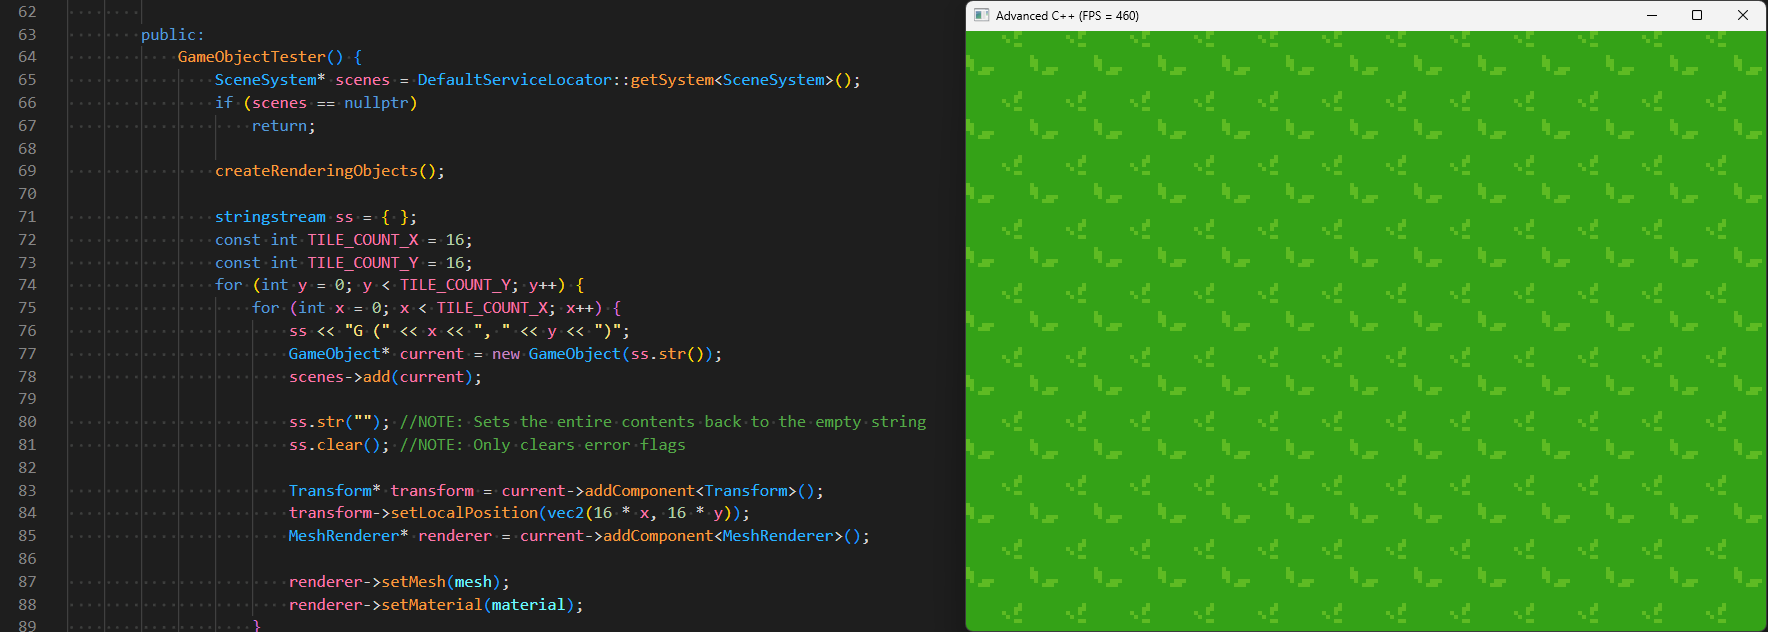 62
63 public:
64 GameObjectTester() {
65 SceneSystem* scenes = DefaultServiceLocator::getSystem<SceneSystem>();
66 if (scenes == nullptr)
67 return;
68
69 createRenderingObjects();
70
71 stringstream ss = { };
72 const int TILE_COUNT_X = 16;
73 const int TILE_COUNT_Y = 16;
74 for (int y = 0; y < TILE_COUNT_Y; y++) {
75 for (int x = 0; x < TILE_COUNT_X; x++) {
76 ss << "G (" << x << ", " << y << ")";
77 GameObject* current = new GameObject(ss.str());
78 scenes->add(current);
79
80 ss.str(""); //NOTE: Sets the entire contents back to the empty string
81 ss.clear(); //NOTE: Only clears error flags
82
83 Transform* transform = current->addComponent<Transform>();
84 transform->setLocalPosition(vec2(16 * x, 16 * y));
85 MeshRenderer* renderer = current->addComponent<MeshRenderer>();
86
87 renderer->setMesh(mesh);
88 renderer->setMaterial(material);
89 }
Advanced C++ (FPS = 460)